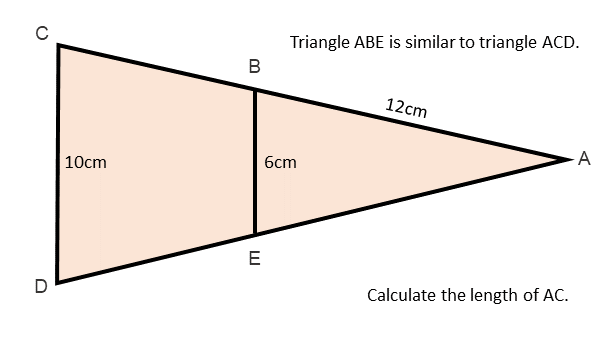 C
Triangle ABE is similar to triangle ACD.
B
12cm
10cm
6cm
A
E
D
Calculate the length of AC.